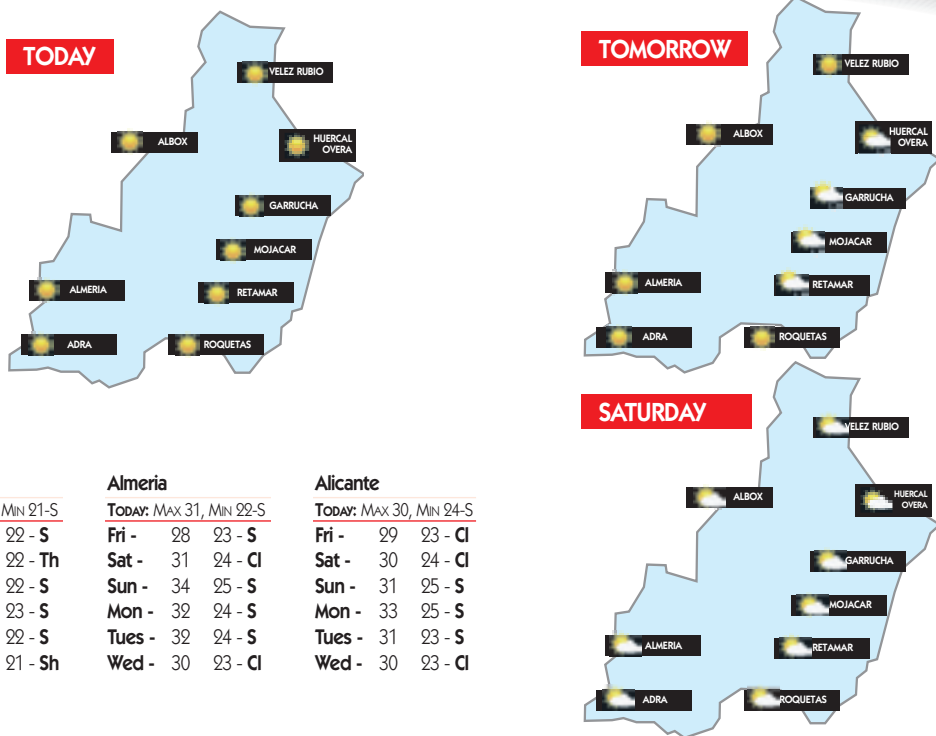 TODAY
VELEZ RUBIO
ALBOX
HUERCAL
OVERA
GARRUCHA
MOJACAR
ALMERIA
RETAMAR
ADRA
ROQUETAS
TOMORROW
VELEZ RUBIO
ALBOX
HUERCAL
OVERA
GARRUCHA
MOJACAR
ALMERIA
RETAMAR
ADRA
ROQUETAS
SATURDAY
VELEZ RUBIO
ALBOX
HUERCAL
OVERA
GARRUCHA
MOJACAR
ALMERIA
RETAMAR
ADRA
ROQUETAS
MIN 21-S
22 - S
22 - Th
22 - S
23 - S
22 - S
21 - Sh
Almeria
TODAY: MAX 31, MIN 22-S
Fri - 28 23 - S
Sat - 31 24 - Cl
Sun - 34 25 - S
Mon - 32 24 - S
Tues - 32 24 - S
Wed - 30 23 - Cl
Alicante
TODAY: MAX 30, MIN 24-S
Fri - 29 23 - Cl
Sat - 30 24 - Cl
Sun - 31 25 - S
Mon - 33 25 - S
Tues - 31 23 - S
Wed - 30 23 - Cl